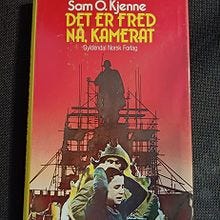 Sam O. Kjenne
DET ER FRED
NÅ, KAMERAT
Gyldendal Norsk Forlag